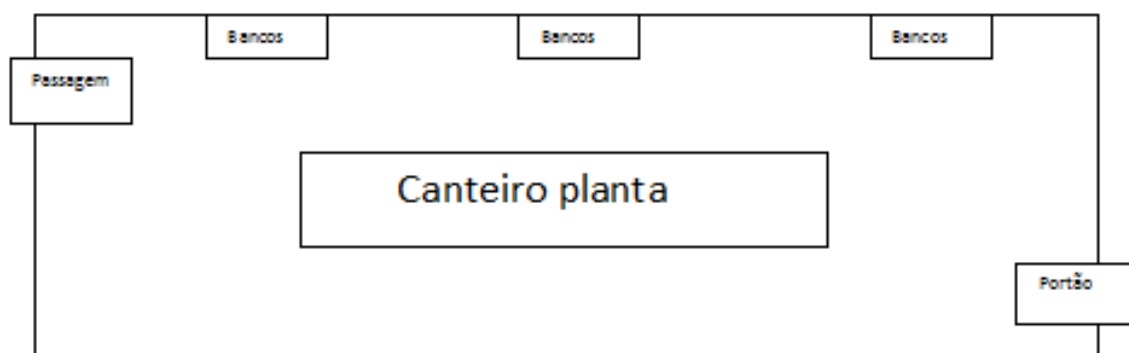 Bancos
Bancos
Bancos
Passagem
Canteiro planta
Portão